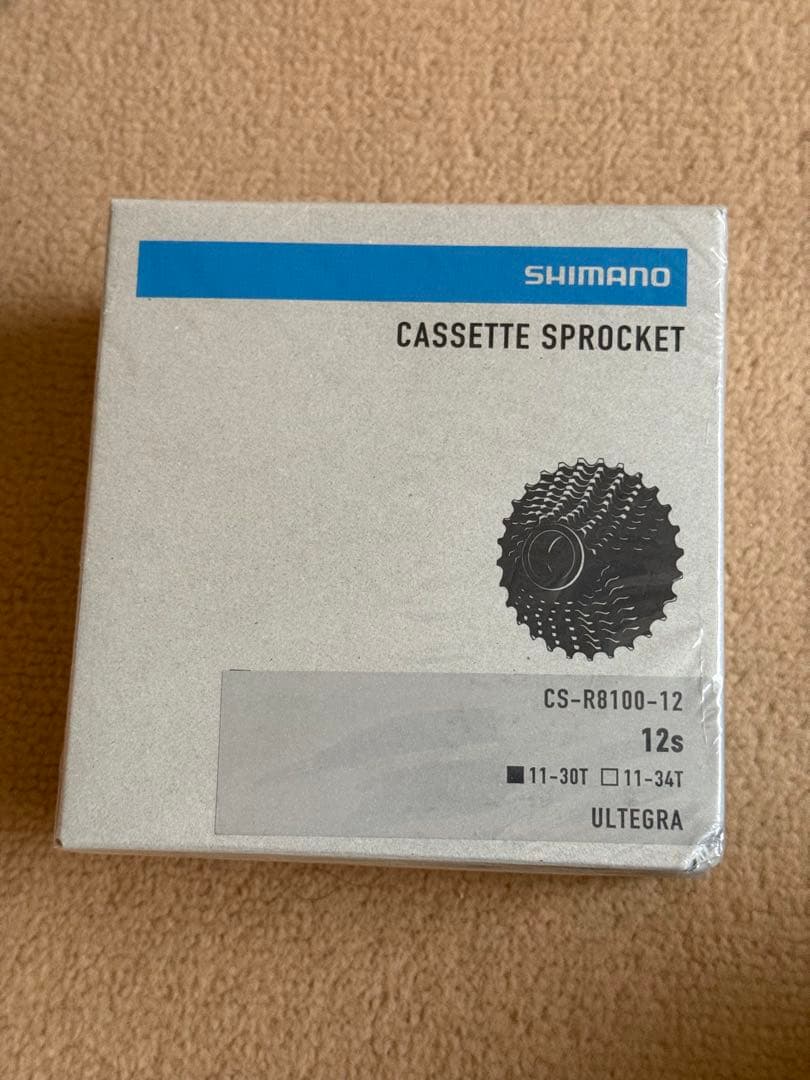 SHIMANO
CASSETTE SPROCKET
CS-R8100-12
12s
■11-30T □11-34T
ULTEGRA